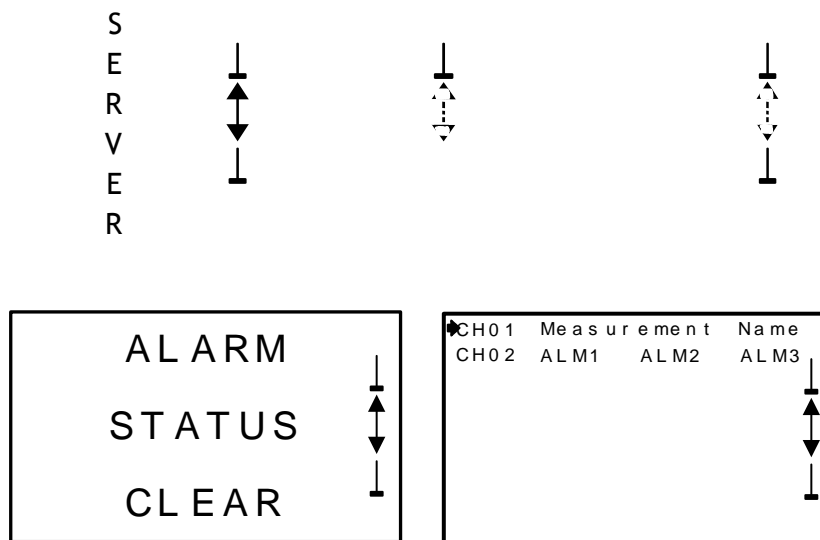 S
E
R
V
E
R
ALARM
STATUS
CLEAR
CH01 Measurement Name
CH02 ALM1 ALM2 ALM3